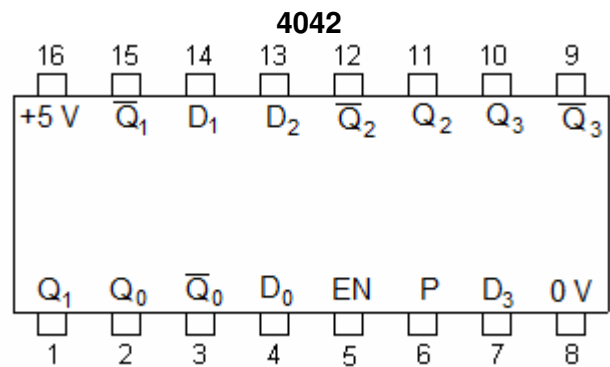 4042
16 15 14 13 12 11 10 9
+5 V Q̅₁ D₁ D₂ Q̅₂ Q₂ Q₃ Q̅₃
Q₁ Q₀ Q̅₀ D₀ EN P D₃ 0 V
1 2 3 4 5 6 7 8